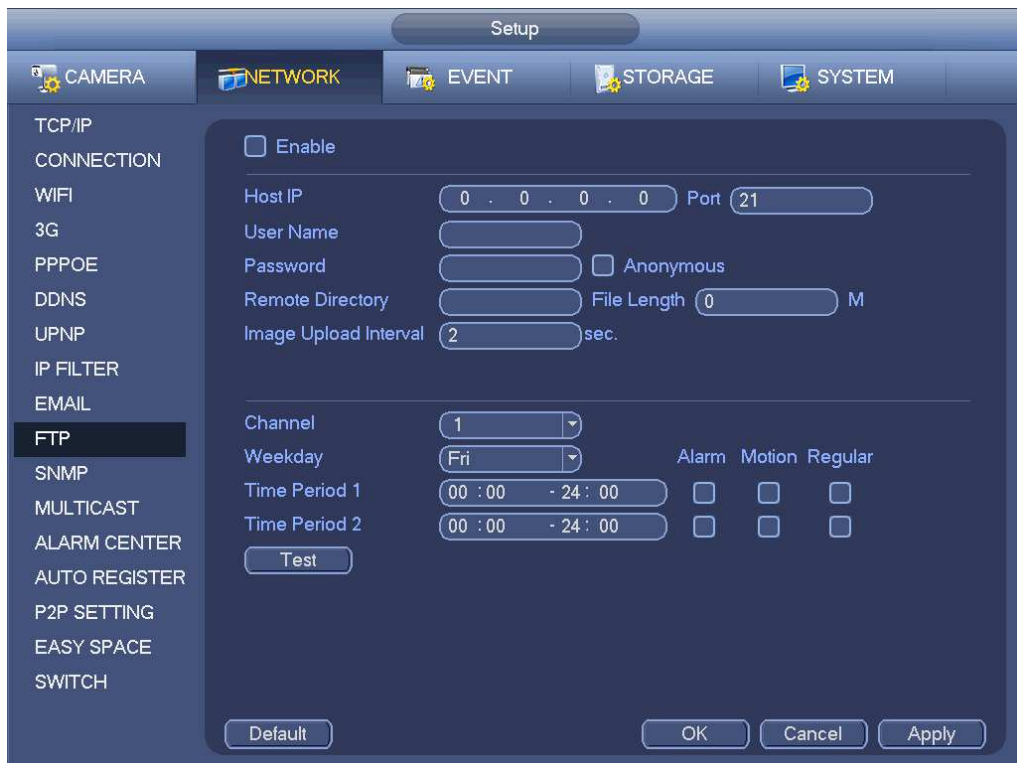 Setup
CAMERA NETWORK EVENT STORAGE SYSTEM
TCP/IP
CONNECTION
WIFI
3G
PPPOE
DDNS
UPNP
IP FILTER
EMAIL
FTP
SNMP
MULTICAST
ALARM CENTER
AUTO REGISTER
P2P SETTING
EASY SPACE
SWITCH
Enable
Host IP 0 . 0 . 0 . 0 Port 21
User Name
Password Anonymous
Remote Directory File Length 0 M
Image Upload Interval 2 sec.
Channel 1
Weekday Fri Alarm Motion Regular
Time Period 1 00 :00 - 24 : 00
Time Period 2 00 :00 - 24 : 00
Test
Default OK Cancel Apply